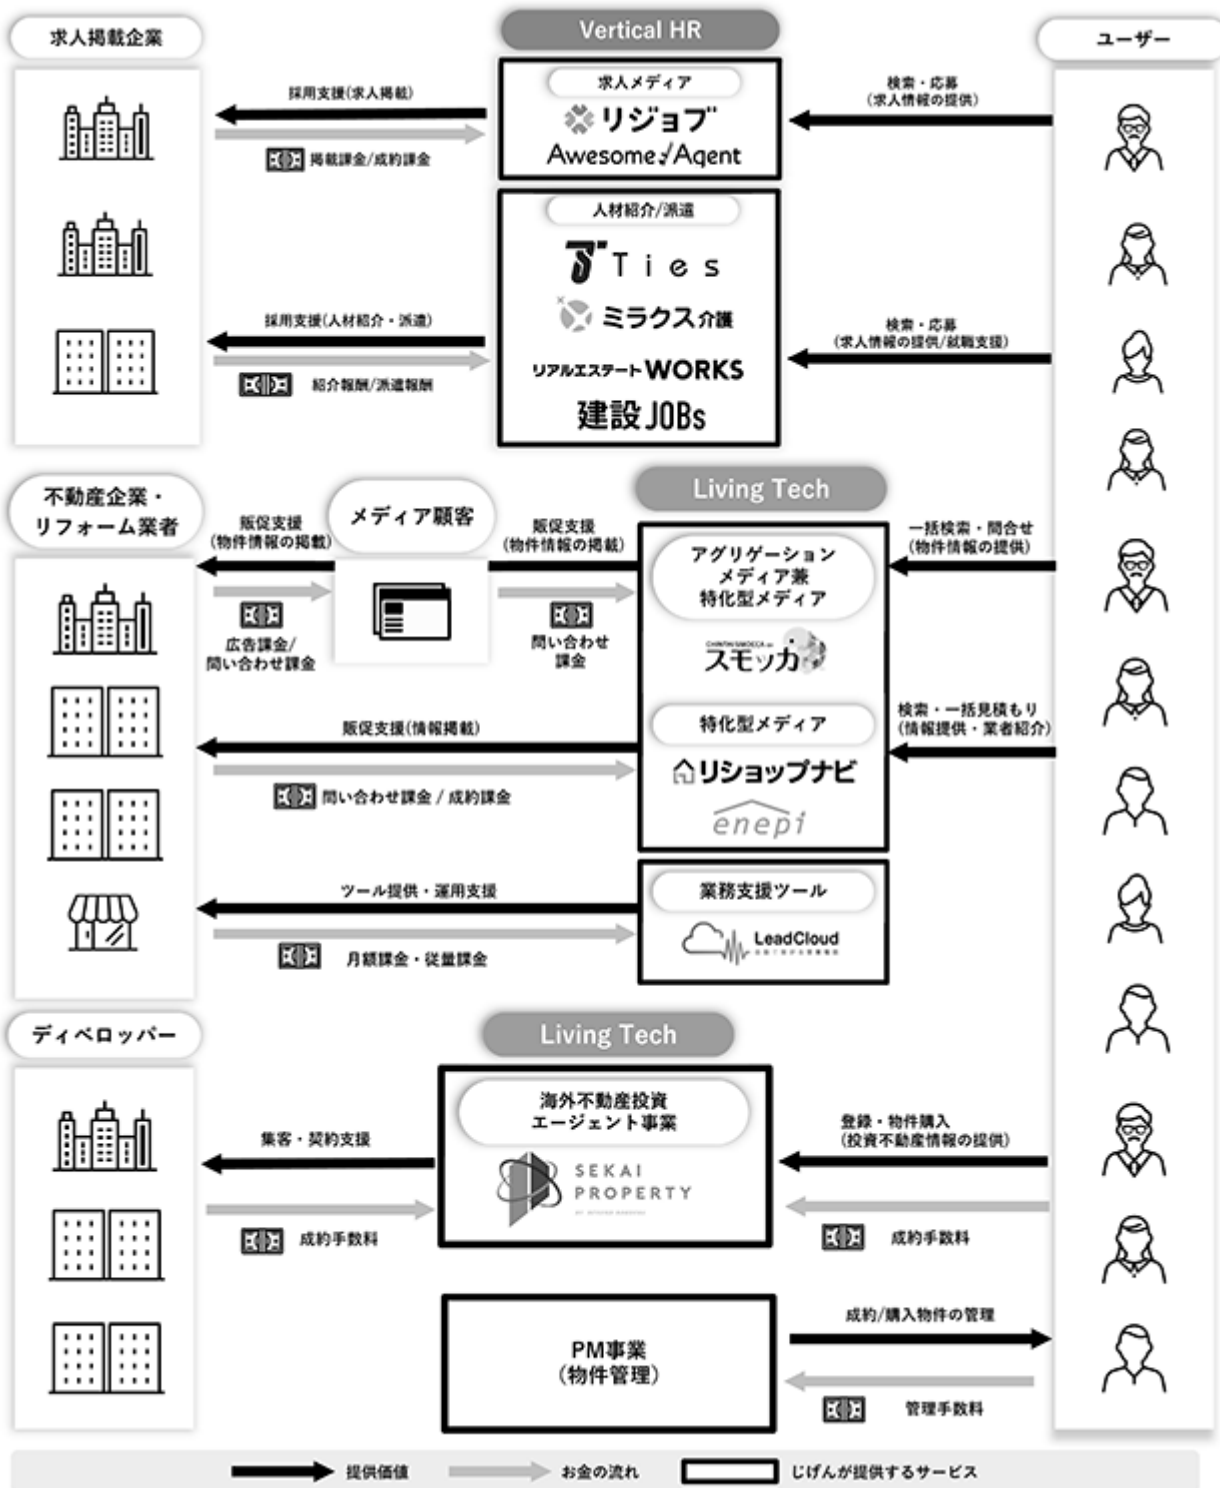 求人掲載企業
Vertical HR
ユーザー
求人メディア
リジョブ
Awesome Agent
採用支援(求人掲載)
掲載課金/成約課金
検索・応募
(求人情報の提供)
人材紹介/派遣
Ties
ミラクス介護
リアルエステートWORKS
建設JOBs
採用支援(人材紹介・派遣)
紹介報酬/派遣報酬
検索・応募
(求人情報の提供/就職支援)
不動産企業・
リフォーム業者
メディア顧客
Living Tech
販促支援
(物件情報の掲載)
広告課金/
問い合わせ課金
販促支援
(物件情報の掲載)
問い合わせ
課金
アグリゲーション
メディア兼
特化型メディア
スモッカ
一括検索・問合せ
(物件情報の提供)
販促支援(情報掲載)
問い合わせ課金 / 成約課金
特化型メディア
リショップナビ
enepi
検索・一括見積もり
(情報提供・業者紹介)
ツール提供・運用支援
月額課金・従量課金
業務支援ツール
LeadCloud
ディベロッパー
Living Tech
海外不動産投資
エージェント事業
SEKAI
PROPERTY
集客・契約支援
成約手数料
登録・物件購入
(投資不動産情報の提供)
成約手数料
PM事業
(物件管理)
成約/購入物件の管理
管理手数料
提供価値
お金の流れ
じげんが提供するサービス